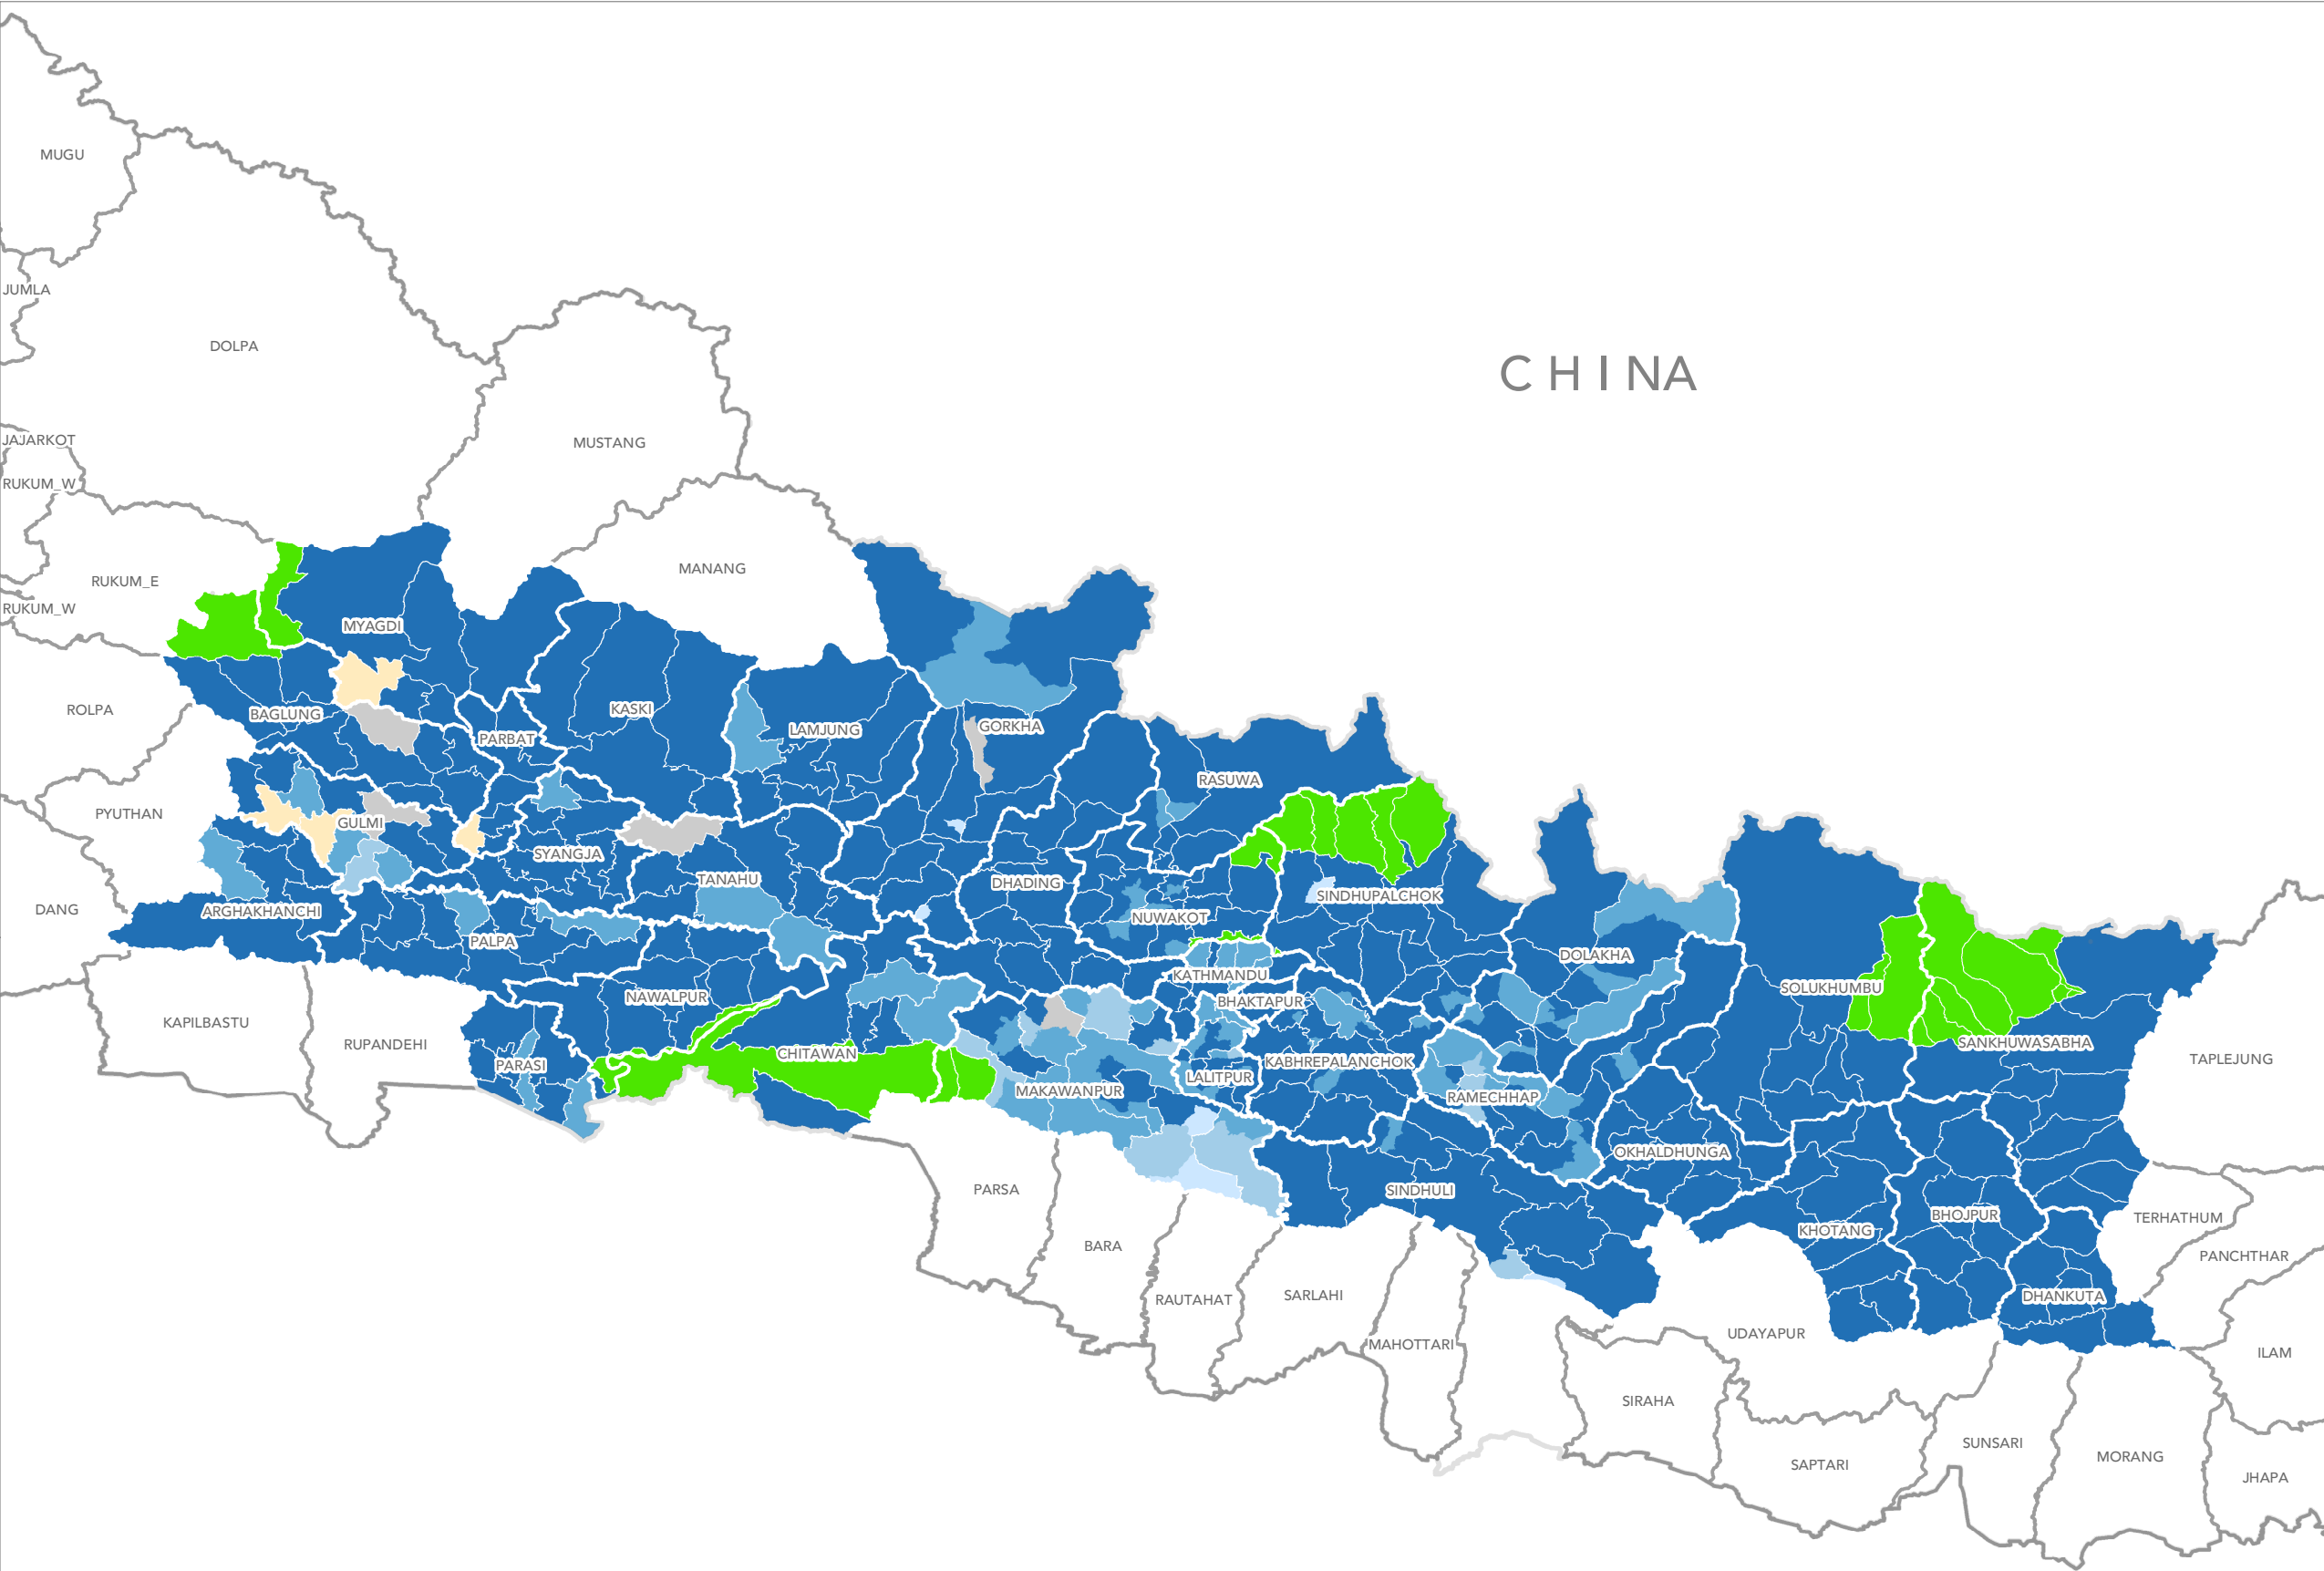 MUGU
JUMLA
DOLPA
C H I N A
JAJARKOT
MUSTANG
RUKUM_W
MANANG
RUKUM_E
RUKUM_W
MYAGDI
ROLPA
BAGLUNG
KASKI
PARBAT
LAMJUNG
GORKHA
RASUWA
PYUTHAN
GULMI
SYANGJA
TANAHU
DHADING
SINDHUPALCHOK
DANG
ARGHAKHANCHI
NUWAKOT
PALPA
DOLAKHA
KATHMANDU
SOLUKHUMBU
NAWALPUR
BHAKTAPUR
KAPILBASTU
RUPANDEHI
CHITAWAN
SANKHUWASABHA
TAPLEJUNG
PARASI
KABHREPALANCHOK
LALITPUR
MAKAWANPUR
RAMECHHAP
OKHALDHUNGA
PARSA
SINDHULI
BHOJPUR
TERHATHUM
KHOTANG
BARA
PANCHTHAR
RAUTAHAT
SARLAHI
DHANKUTA
UDAYAPUR
MAHOTTARI
ILAM
SIRAHA
SUNSARI
MORANG
SAPTARI
JHAPA